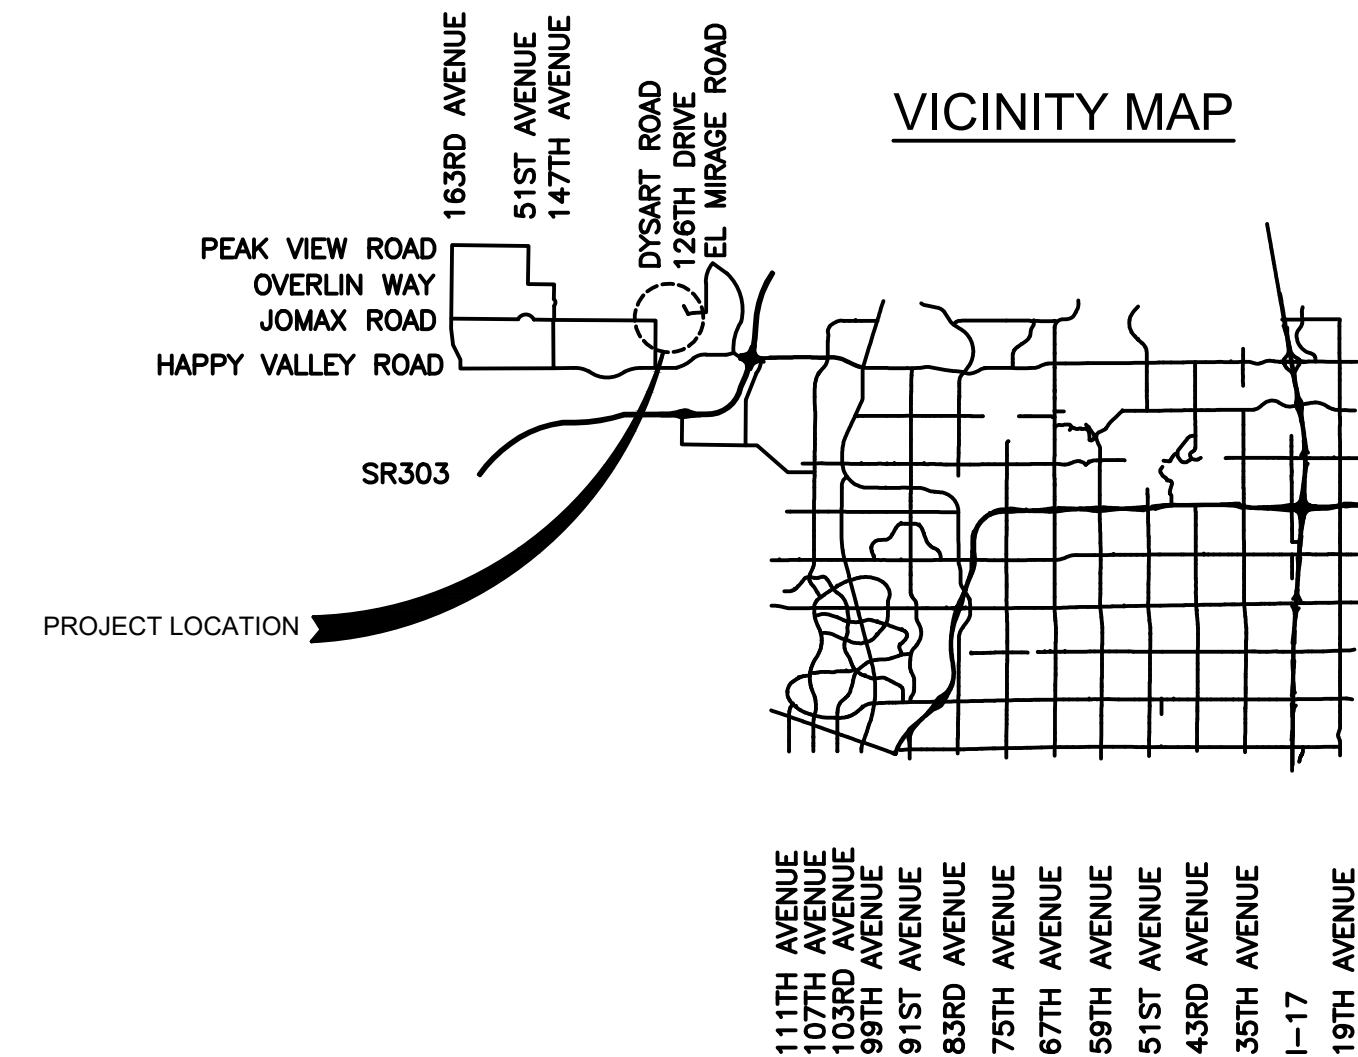 VICINITY MAP
163RD AVENUE
51ST AVENUE
147TH AVENUE
DYSART ROAD
126TH DRIVE
EL MIRAGE ROAD
PEAK VIEW ROAD
OVERLIN WAY
JOMAX ROAD
HAPPY VALLEY ROAD
SR303
PROJECT LOCATION
111TH AVENUE
107TH AVENUE
103RD AVENUE
99TH AVENUE
91ST AVENUE
83RD AVENUE
75TH AVENUE
67TH AVENUE
59TH AVENUE
51ST AVENUE
43RD AVENUE
35TH AVENUE
I-17
19TH AVENUE